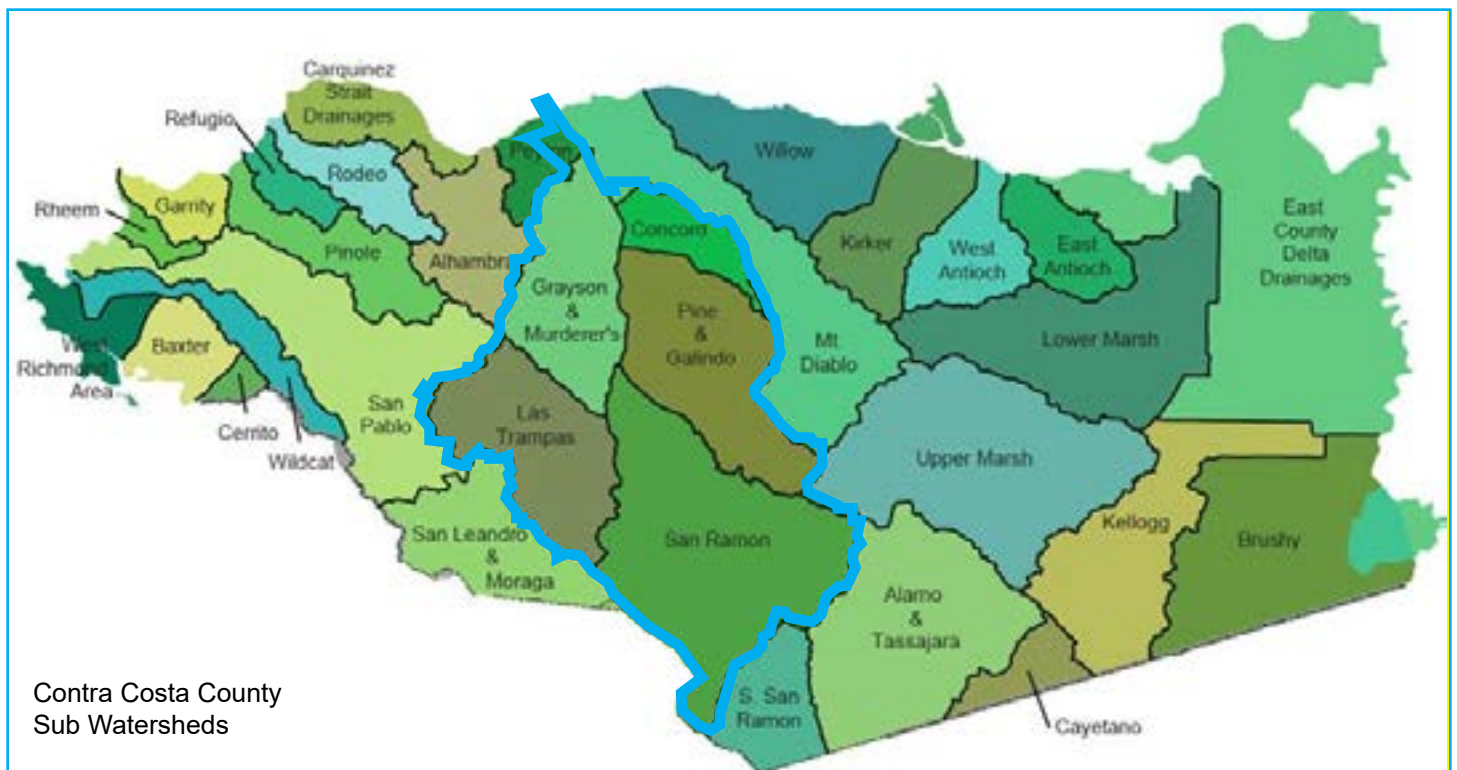 Carquinez
Strait
Drainages
Refugio
Peyton
Willow
Rodeo
Rheem
Garrity
Concord
Kirker
East
County
Delta
Drainages
Pinole
Alhambra
West
Antioch
East
Antioch
Grayson
&
Murderer's
Pine
&
Galindo
Mt.
Diablo
Lower Marsh
West
Richmond
Area
Baxter
San
Pablo
Las
Trampas
Cerrito
Wildcat
Upper Marsh
Kellogg
San Leandro
&
Moraga
San Ramon
Brushy
Alamo
&
Tassajara
S. San
Ramon
Cayetano
Contra Costa County
Sub Watersheds